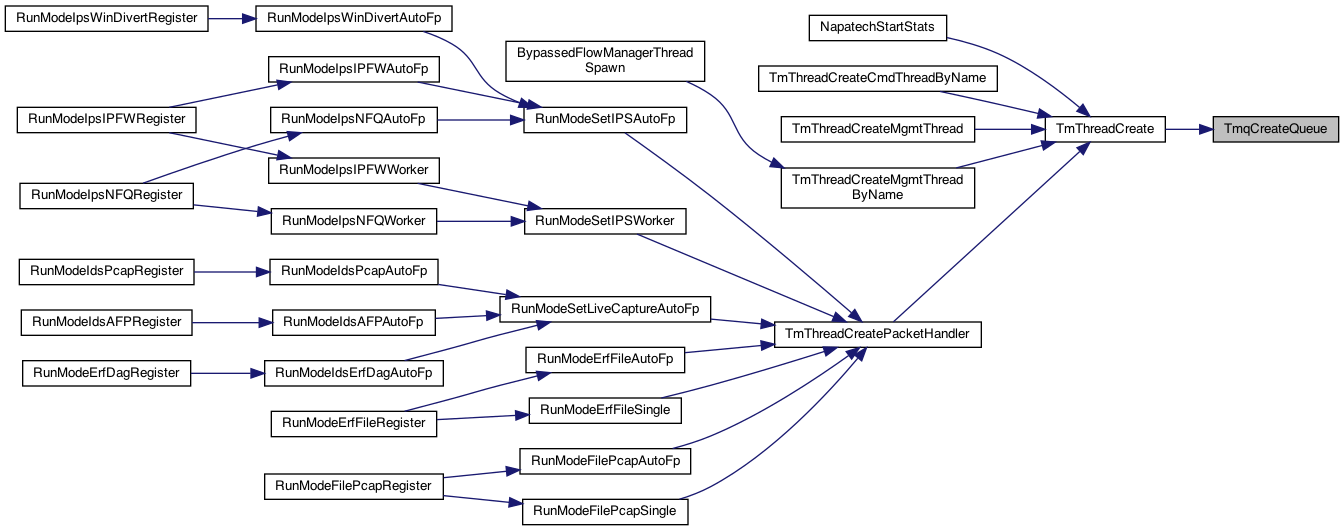 RunModeIpsWinDivertRegister
RunModeIpsWinDivertAutoFp
NapatechStartStats
BypassedFlowManagerThread
Spawn
RunModeIpsIPFWAutoFp
TmThreadCreateCmdThreadByName
RunModeIpsIPFWRegister
RunModeIpsNFQAutoFp
RunModeSetIPSAutoFp
TmThreadCreateMgmtThread
TmThreadCreate
TmqCreateQueue
RunModeIpsIPFWWorker
TmThreadCreateMgmtThread
ByName
RunModeIpsNFQRegister
RunModeIpsNFQWorker
RunModeSetIPSWorker
RunModeIdsPcapRegister
RunModeIdsPcapAutoFp
RunModeSetLiveCaptureAutoFp
RunModeIdsAFPRegister
RunModeIdsAFPAutoFp
TmThreadCreatePacketHandler
RunModeErfFileAutoFp
RunModeErfDagRegister
RunModeIdsErfDagAutoFp
RunModeErfFileSingle
RunModeErfFileRegister
RunModeFilePcapAutoFp
RunModeFilePcapRegister
RunModeFilePcapSingle